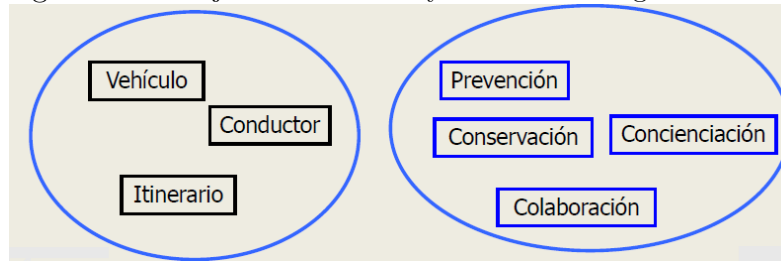 Vehículo
Conductor
Itinerario
Prevención
Conservación
Concienciación
Colaboración